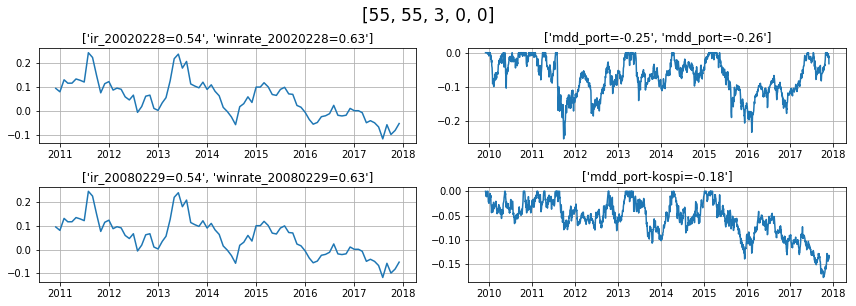 [55, 55, 3, 0, 0]
['ir_20020228=0.54', 'winrate_20020228=0.63']
0.2
0.1
0.0
−0.1
2011 2012 2013 2014 2015 2016 2017 2018
['mdd_port=-0.25', 'mdd_port=-0.26']
0.0
−0.1
−0.2
2010 2011 2012 2013 2014 2015 2016 2017 2018
['ir_20080229=0.54', 'winrate_20080229=0.63']
0.2
0.1
0.0
−0.1
2011 2012 2013 2014 2015 2016 2017 2018
['mdd_port-kospi=-0.18']
0.00
−0.05
−0.10
−0.15
2010 2011 2012 2013 2014 2015 2016 2017 2018